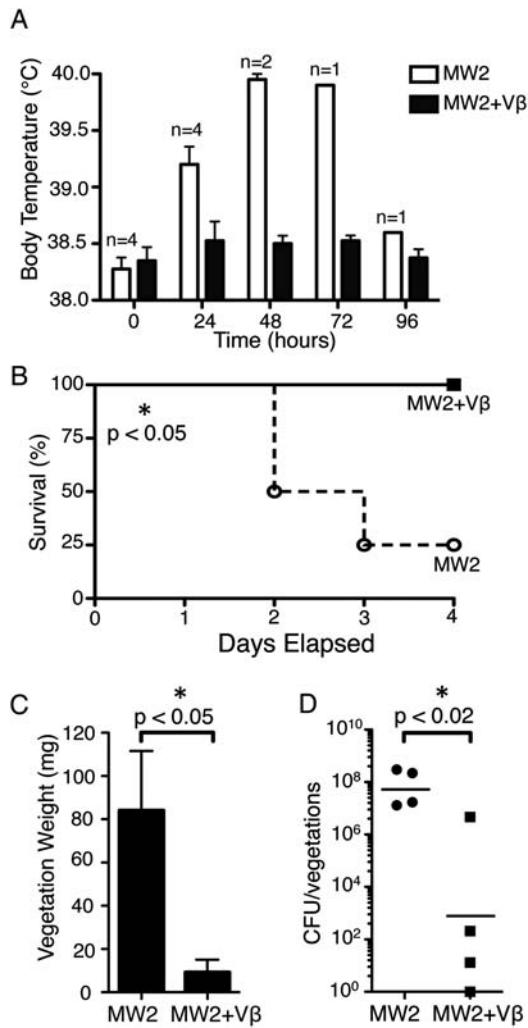 A
Body Temperature (°C)
40.0
39.5
39.0
38.5
38.0
n=4
n=4
n=2
n=1
n=1
MW2
MW2+Vβ
0 24 48 72 96
Time (hours)
B
Survival (%)
100
75
50
25
0
*
p < 0.05
MW2+Vβ
MW2
0 1 2 3 4
Days Elapsed
C
Vegetation Weight (mg)
120
100
80
60
40
20
0
*
p < 0.05
MW2 MW2+Vβ
D
CFU/vegetations
10¹⁰
10⁸
10⁶
10⁴
10²
10⁰
*
p < 0.02
MW2 MW2+Vβ